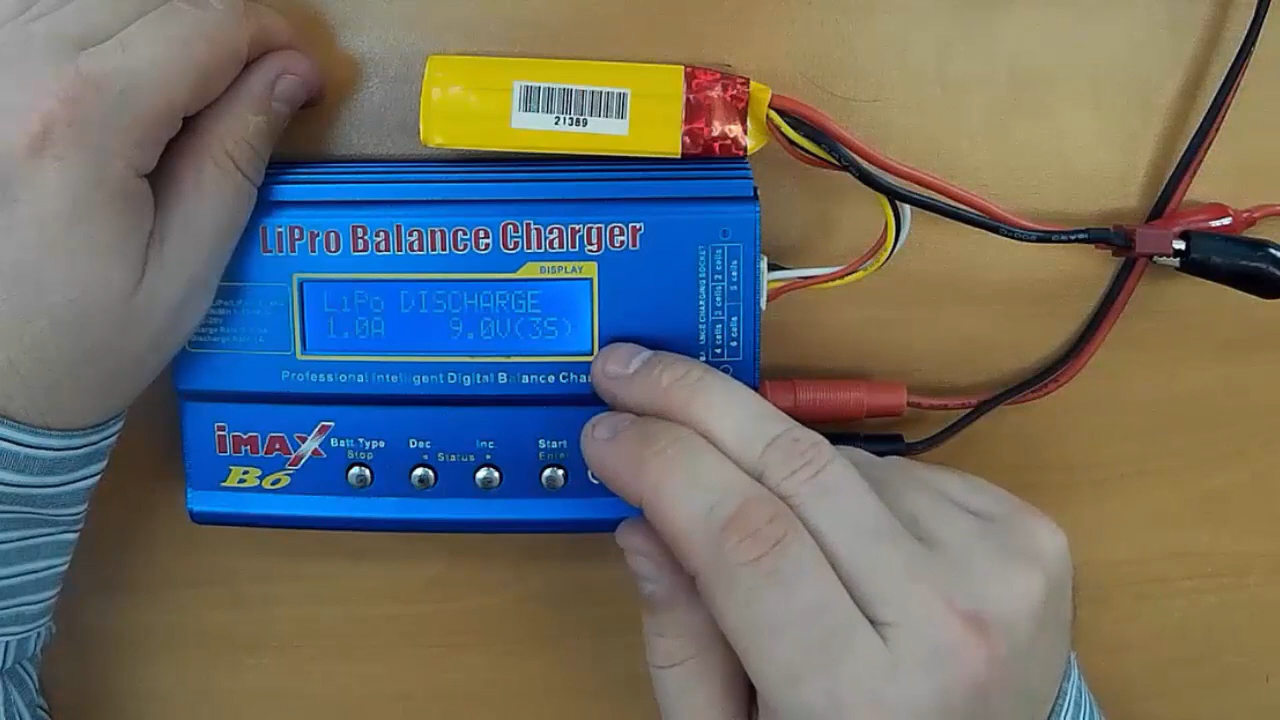 21389
LiPro Balance Charger
DISPLAY
LiPo DISCHARGE
1.0A 9.0V(3S)
Professional Intelligent Digital Balance
iMAX
B6
Batt.Type
Stop
Dec.
Inc.
Status
Start
Enter
2 cells
3 cells
4 cells
5 cells
6 cells